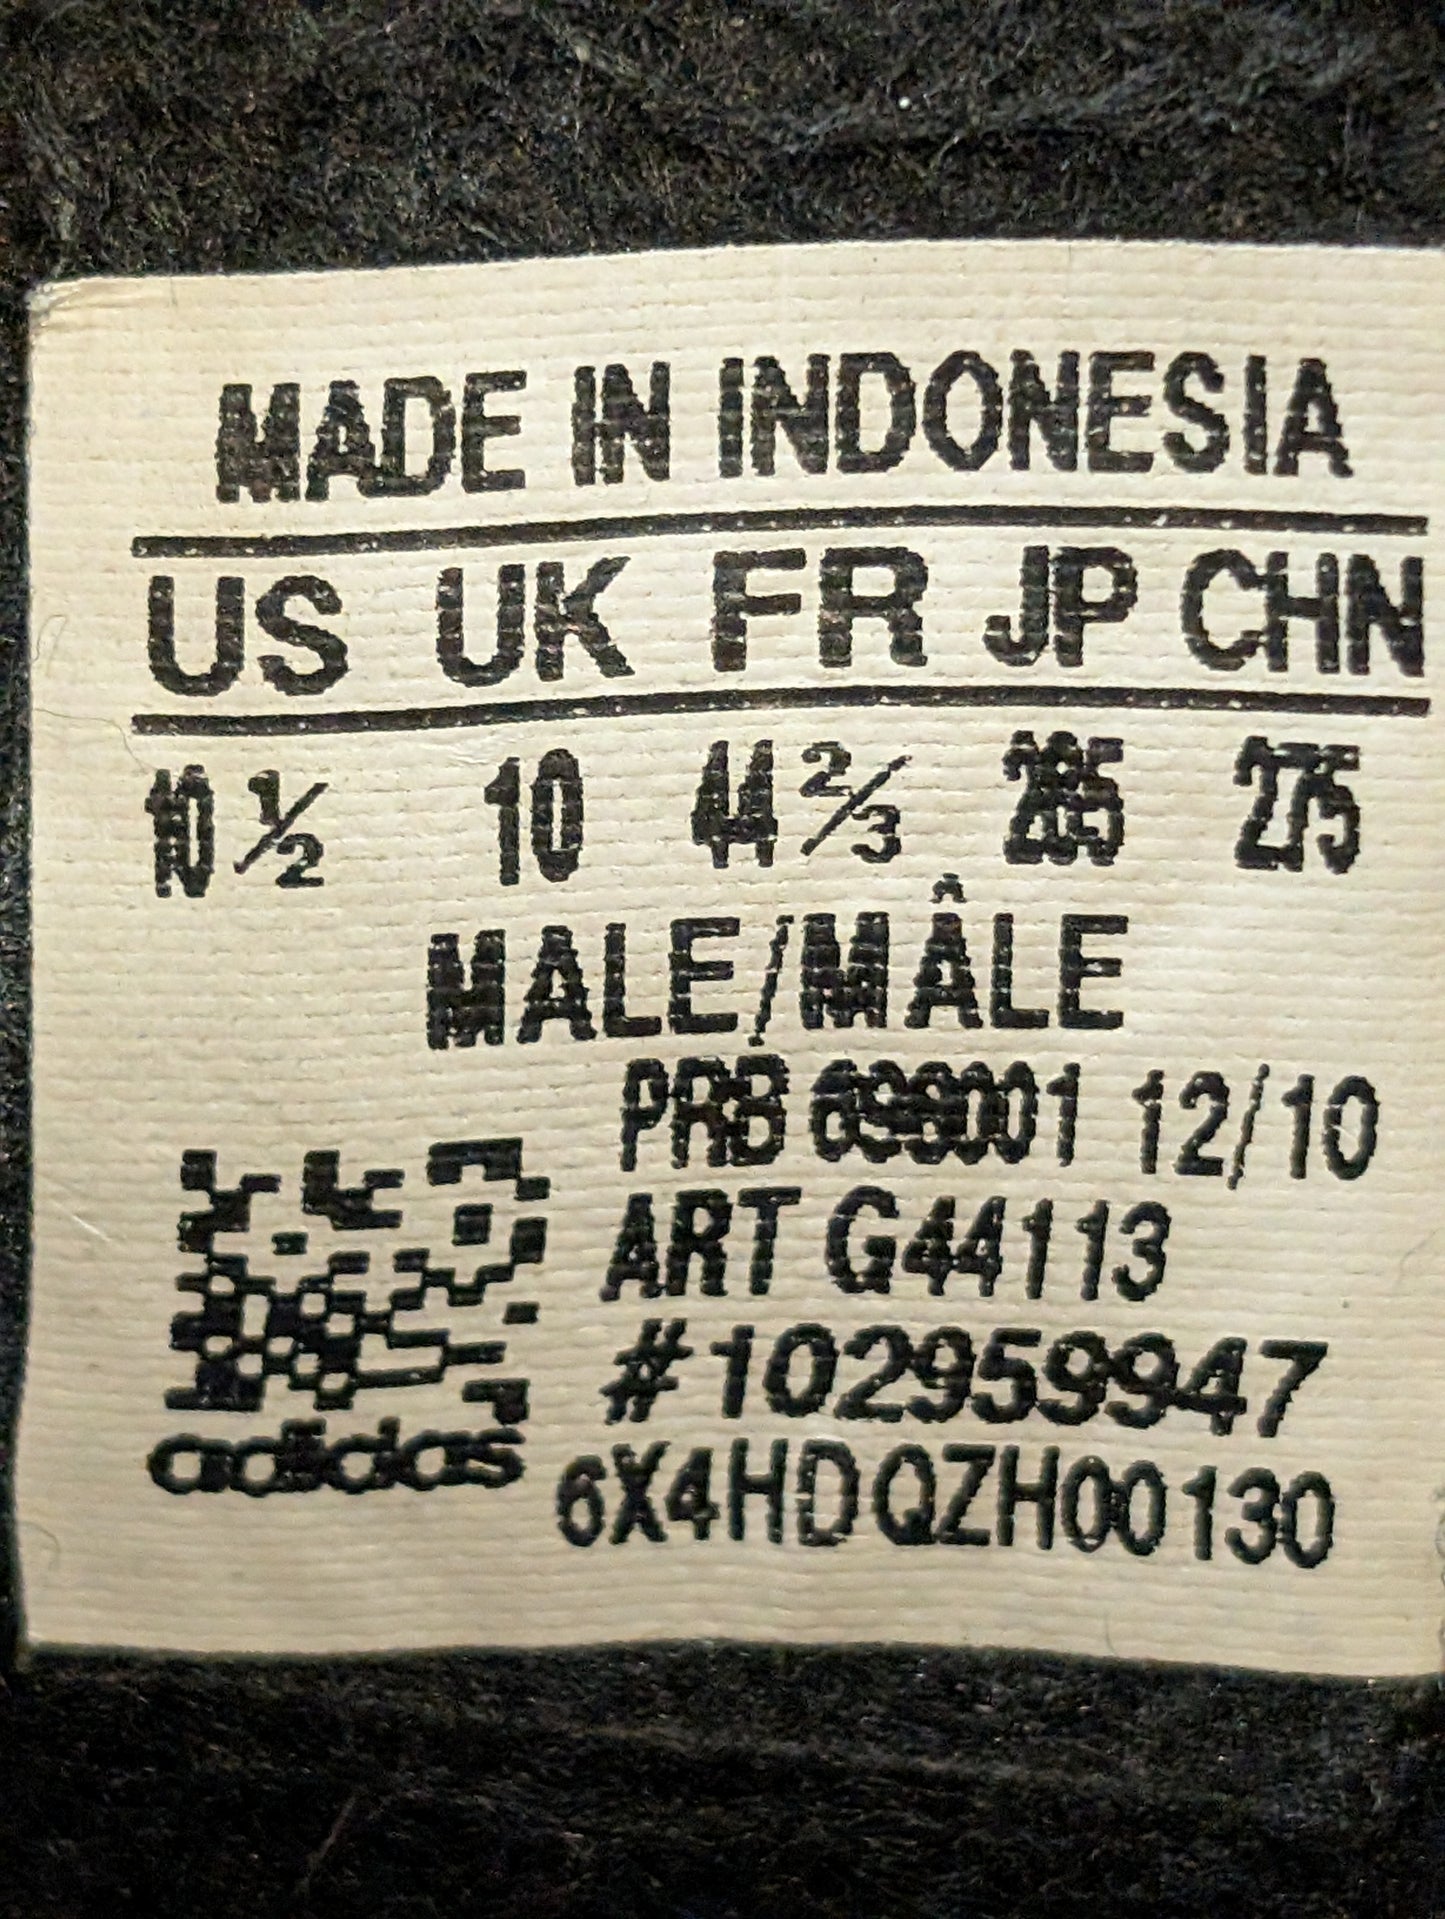 MADE IN INDONESIA
US UK FR JP CHN
10 ½ 10 44 ⅔ 285 275
MALE/MÂLE
PRB 12/10
ART G44113
#102959947
adidas
6X4HDQZH00130